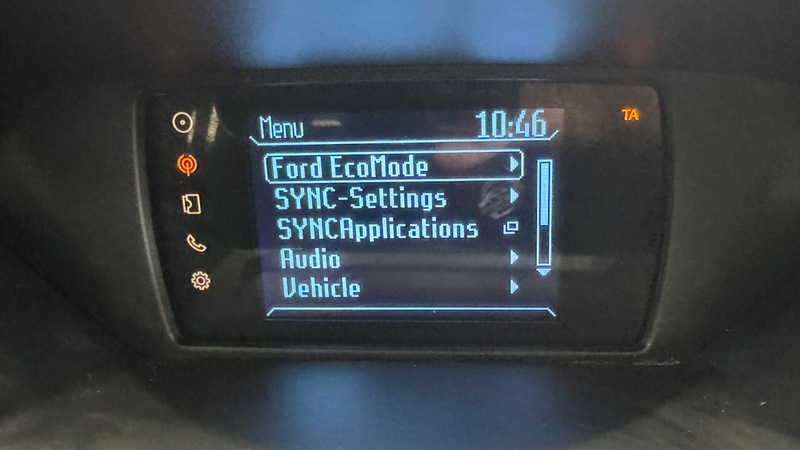 Menu 10:46
TA
Ford EcoMode
SYNC-Settings
SYNCApplications
Audio
Vehicle